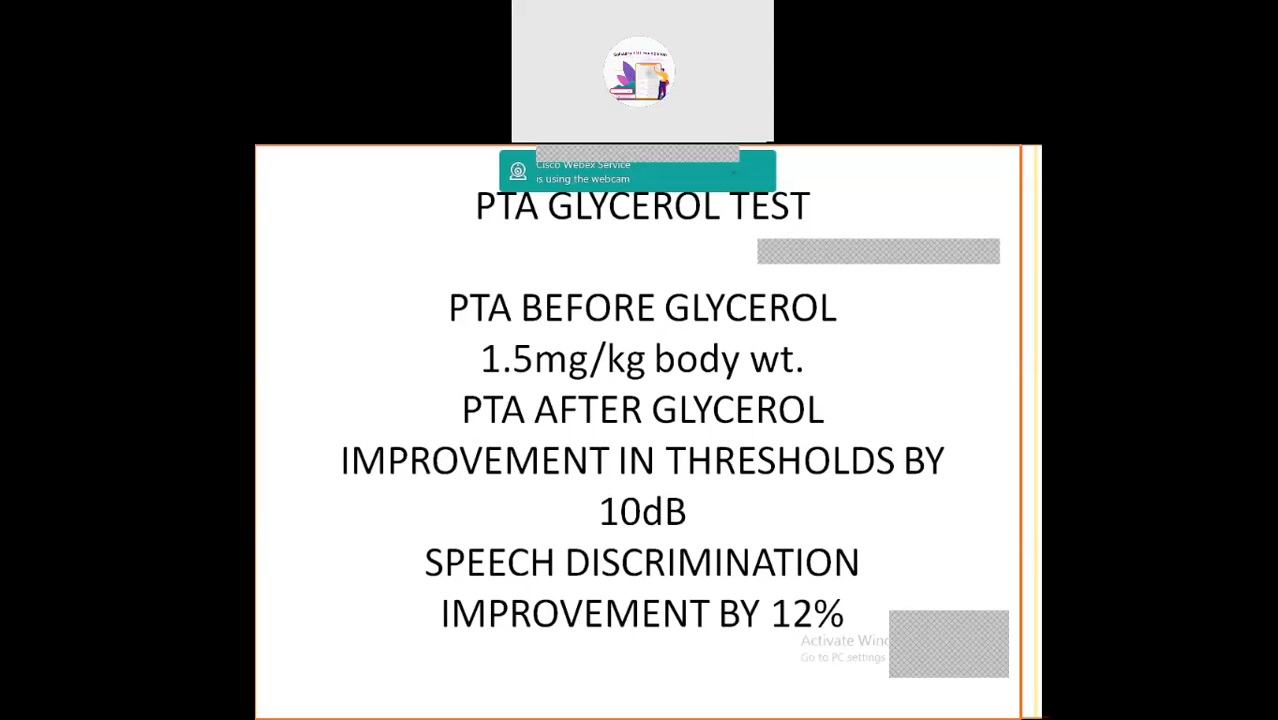 Cisco Webex Service
is using the webcam
PTA GLYCEROL TEST
PTA BEFORE GLYCEROL
1.5mg/kg body wt.
PTA AFTER GLYCEROL
IMPROVEMENT IN THRESHOLDS BY
10dB
SPEECH DISCRIMINATION
IMPROVEMENT BY 12%
Activate
Go to PC settings